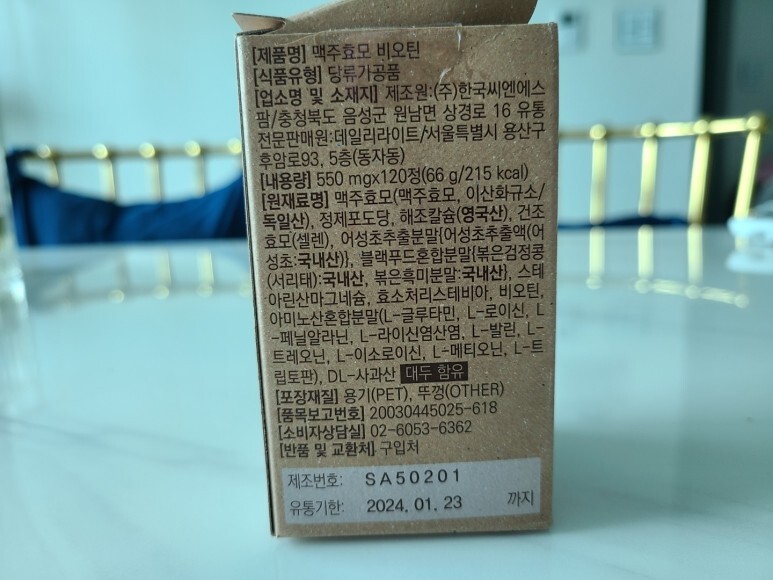 [제품명] 맥주효모 비오틴
[식품유형] 당류가공품
[업소명 및 소재지] 제조원:(주)한국씨엔에스
팜/충청북도 음성군 원남면 상경로 16 유통
전문판매원:데일리라이트/서울특별시 용산구
후암로93, 5층(동자동)
[내용량] 550 mgx120정(66 g/215 kcal)
[원재료명] 맥주효모(맥주효모, 이산화규소/
독일산), 정제포도당, 해조칼슘(영국산), 건조
효모(셀렌), 어성초추출분말{어성초추출액(어
성초:국내산)}, 블랙푸드혼합분말{볶은검정콩
(서리태):국내산, 볶은흑미분말:국내산}, 스테
아린산마그네슘, 효소처리스테비아, 비오틴,
아미노산혼합분말(L-글루타민, L-로이신, L
-페닐알라닌, L-라이신염산염, L-발린, L-
트레오닌, L-이소로이신, L-메티오닌, L-트
립토판), DL-사과산 대두 함유
[포장재질] 용기(PET), 뚜껑(OTHER)
[품목보고번호] 20030445025-618
[소비자상담실] 02-6053-6362
[반품 및 교환처] 구입처
제조번호: SA50201
유통기한: 2024. 01. 23 까지